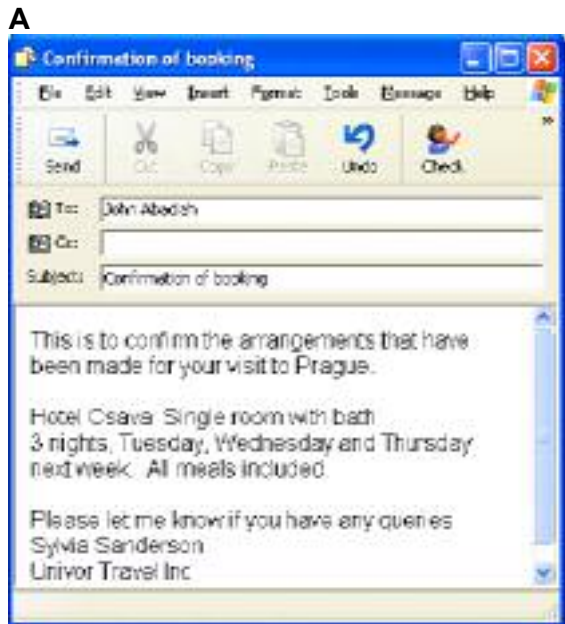 A
Confirmation of booking
File Edit View Insert Format Tools Message Help
Send Cut Copy Paste Undo Check
To: John
Cc:
Subject: Confirmation of booking
This is to confirm the arrangements that have
been made for your visit to Prague.
Hotel Osava Single room with bath
3 nights, Tuesday, Wednesday and Thursday
next week. All meals included
Please let me know if you have any queries
Sylvia Sanderson
Univor Travel Inc